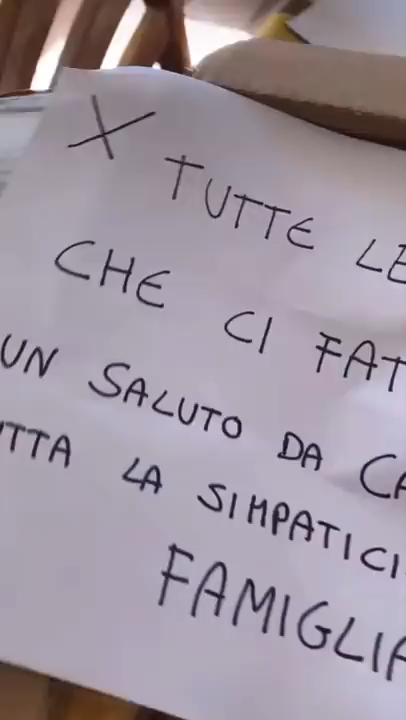 X TUTTE LE
CHE CI FAT
UN SALUTO DA CA
TTA LA SIMPATICI
FAMIGLIA